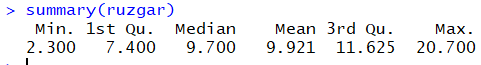 > summary(ruzgar)
Min. 1st Qu. Median Mean 3rd Qu. Max.
2.300 7.400 9.700 9.921 11.625 20.700